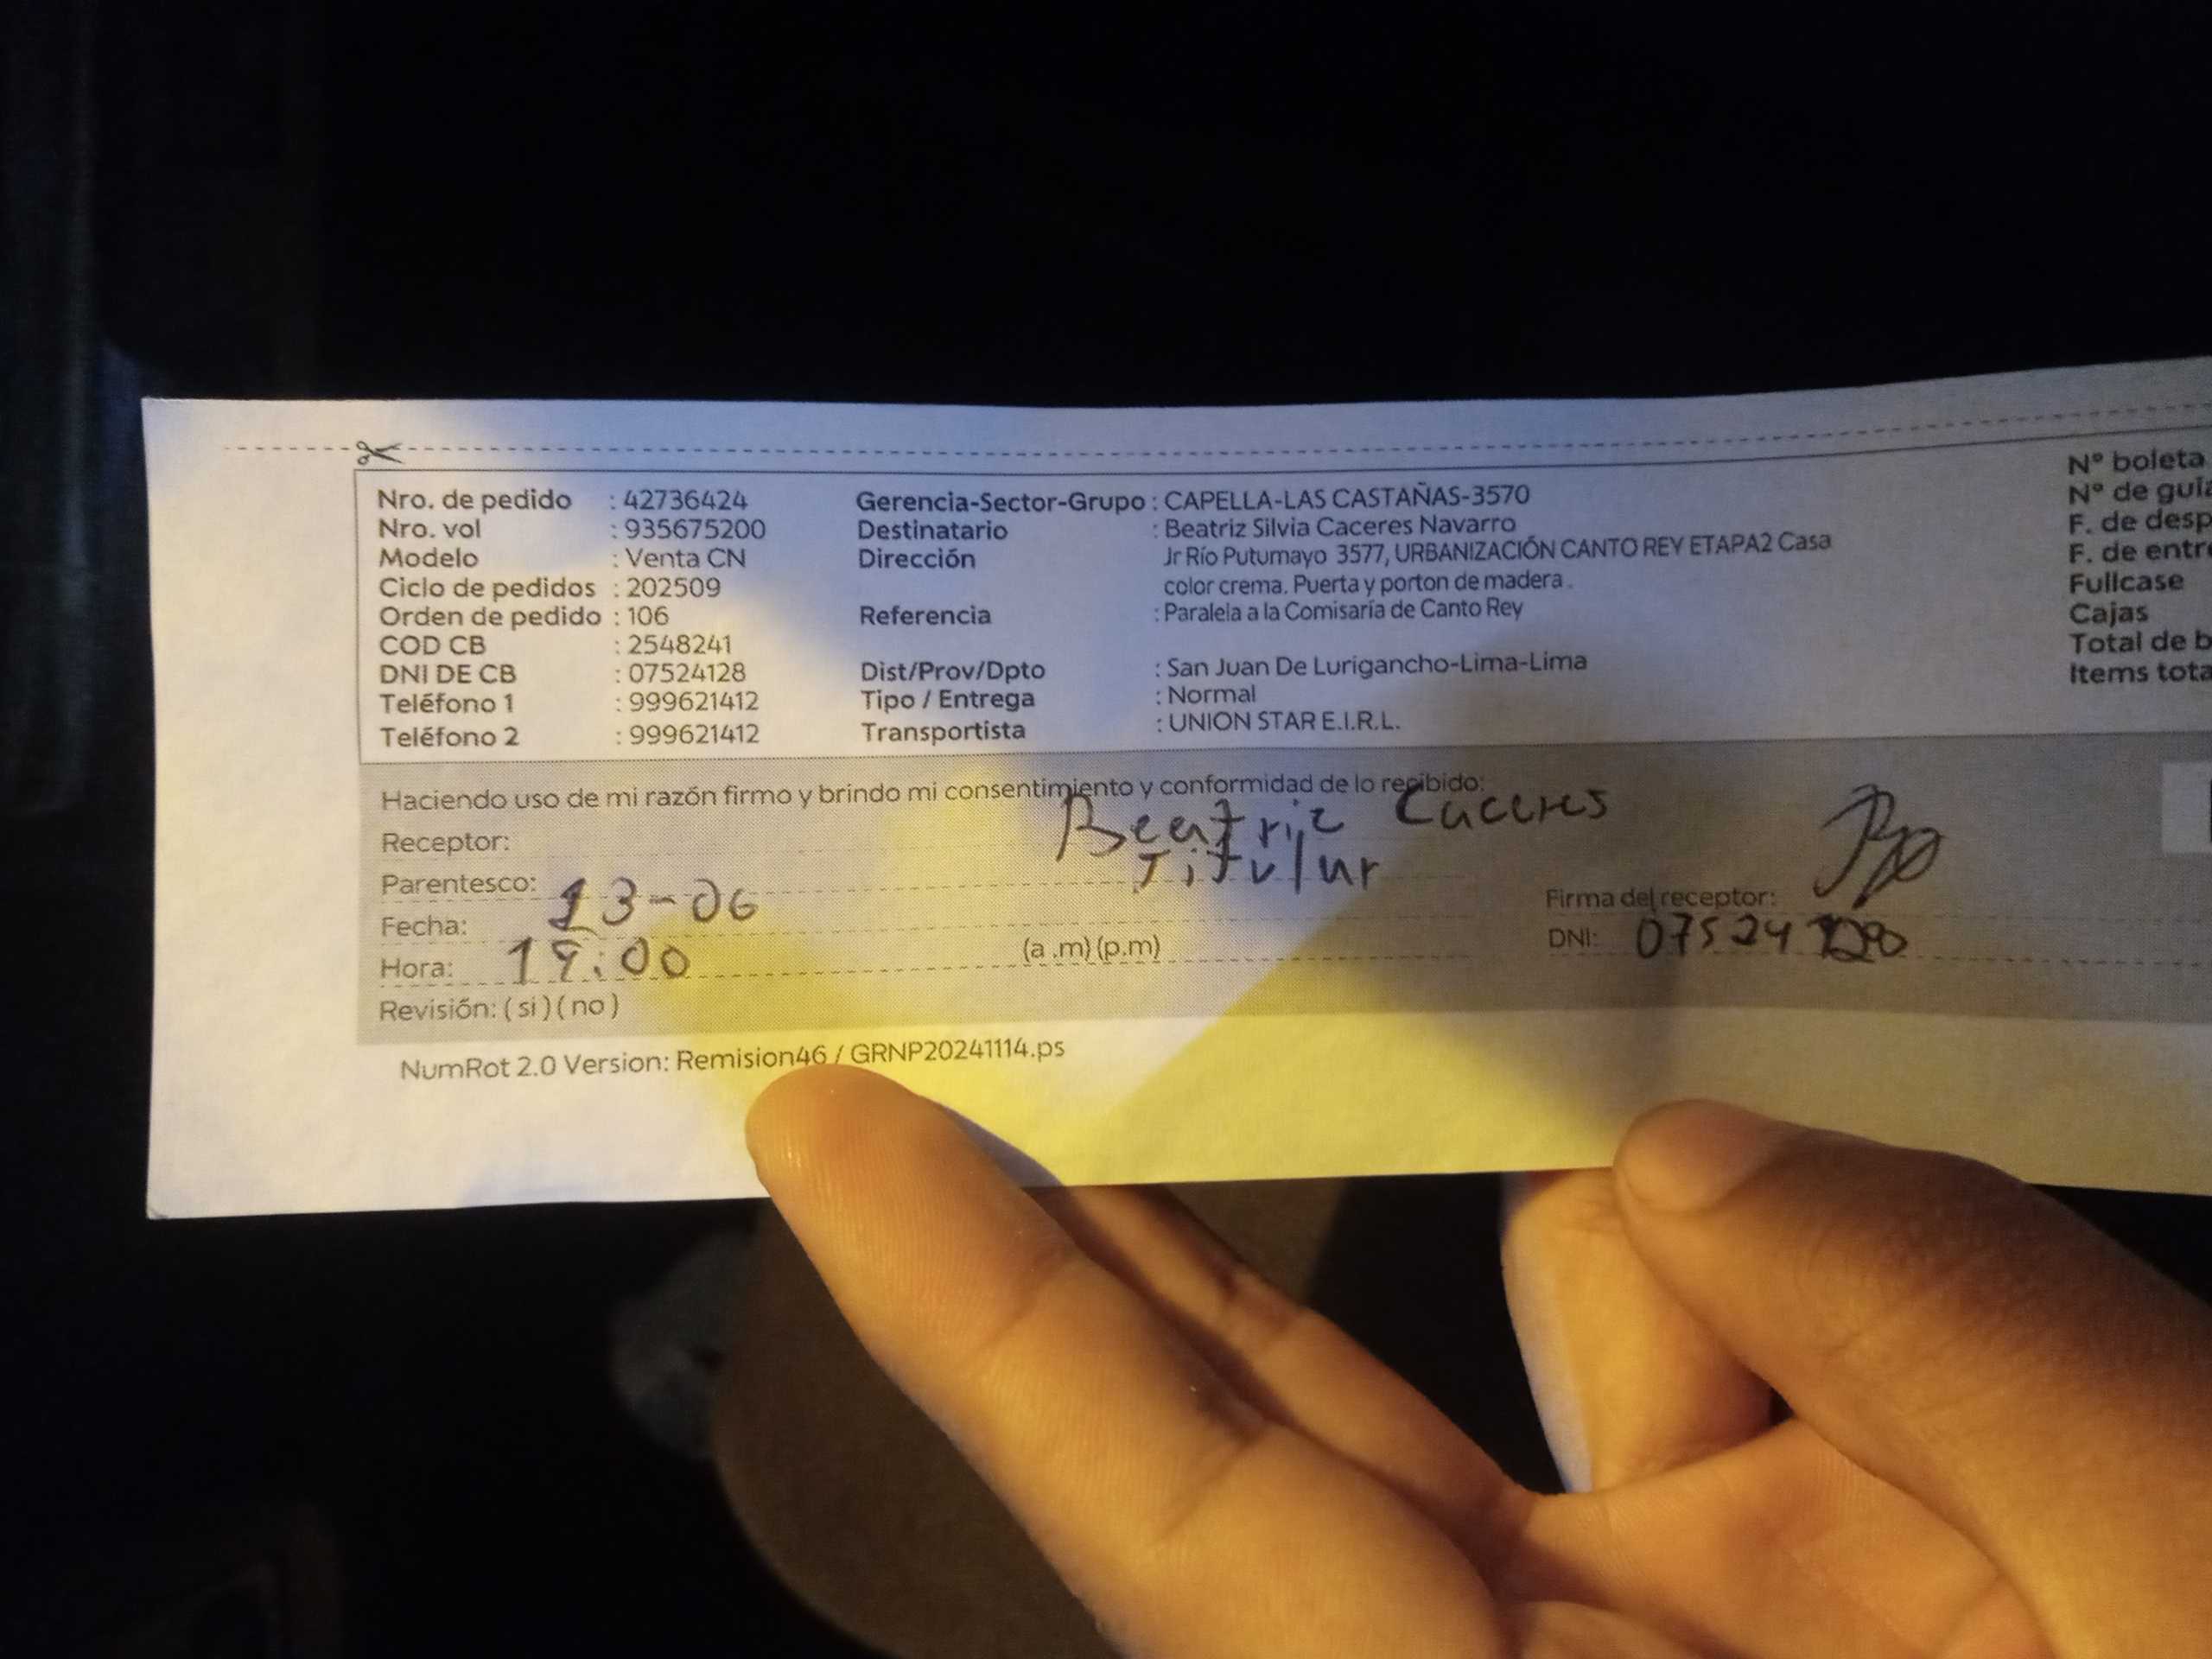 Nro. de pedido : 42736424
Nro. vol : 935675200
Modelo : Venta CN
Ciclo de pedidos : 202509
Orden de pedido : 106
COD CB : 2548241
DNI DE CB : 07524128
Teléfono 1 : 999621412
Teléfono 2 : 999621412
Gerencia-Sector-Grupo : CAPELLA-LAS CASTAÑAS-3570
Destinatario : Beatriz Silvia Caceres Navarro
Dirección Jr Río Putumayo 3577, URBANIZACIÓN CANTO REY ETAPA2 Casa
color crema. Puerta y porton de madera .
Referencia : Paralela a la Comisaría de Canto Rey
Dist/Prov/Dpto : San Juan De Lurigancho-Lima-Lima
Tipo / Entrega : Normal
Transportista : UNION STAR E.I.R.L.
N° boleta
N° de guía
F. de desp
F. de entre
Fullcase
Cajas
Total de b
Items tota
Haciendo uso de mi razón firmo y brindo mi consentimiento y conformidad de lo recibido:
Receptor: Beatriz Caceres
Parentesco: Titular
Fecha: 13-06
Hora: 19:00 (a .m) (p.m)
Revisión: ( si ) ( no )
Firma del receptor:
DNI: 07524128
NumRot 2.0 Version: Remision46 / GRNP20241114.ps